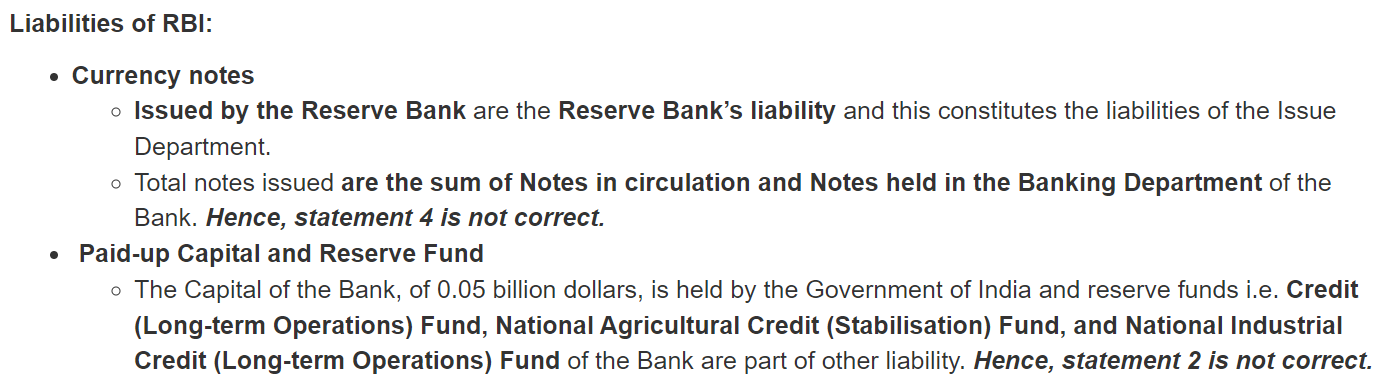 Liabilities of RBI:
• Currency notes
○ Issued by the Reserve Bank are the Reserve Bank’s liability and this constitutes the liabilities of the Issue
Department.
○ Total notes issued are the sum of Notes in circulation and Notes held in the Banking Department of the
Bank. Hence, statement 4 is not correct.
• Paid-up Capital and Reserve Fund
○ The Capital of the Bank, of 0.05 billion dollars, is held by the Government of India and reserve funds i.e. Credit
(Long-term Operations) Fund, National Agricultural Credit (Stabilisation) Fund, and National Industrial
Credit (Long-term Operations) Fund of the Bank are part of other liability. Hence, statement 2 is not correct.